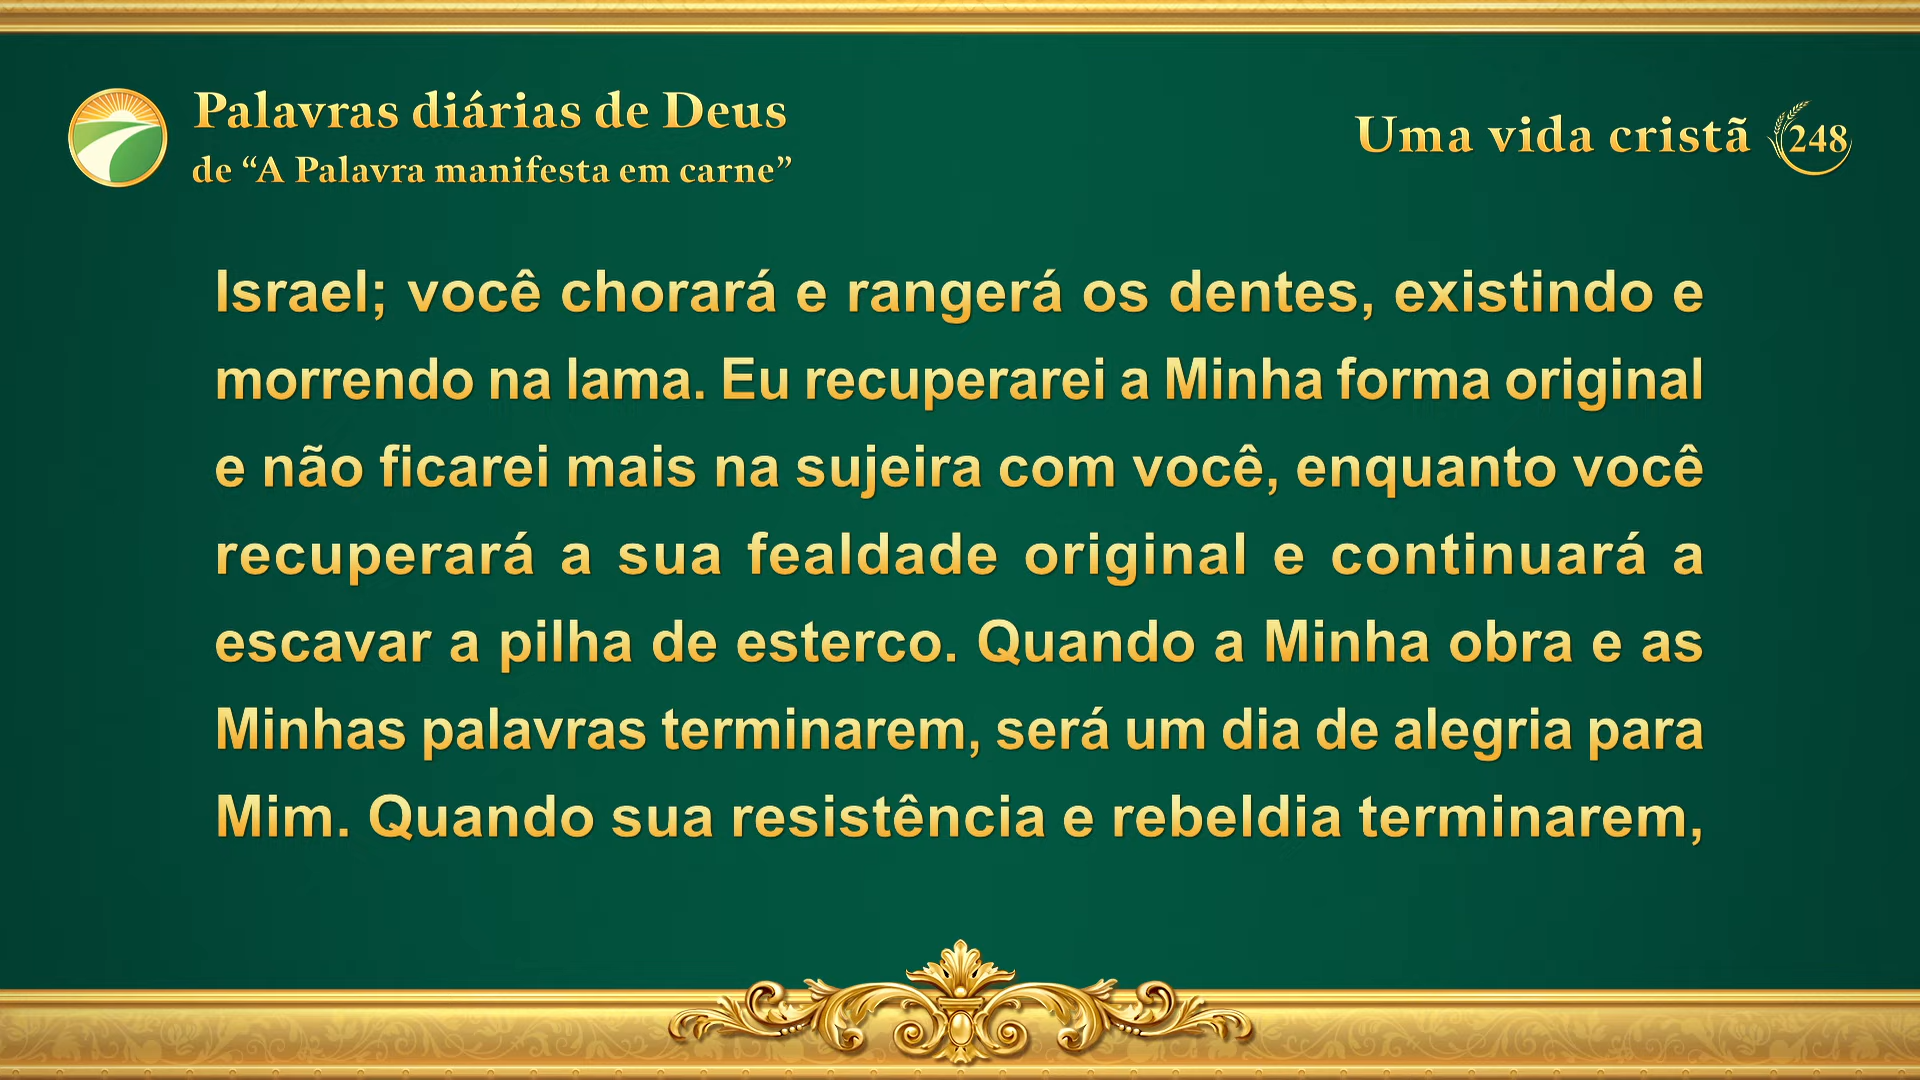 Palavras diárias de Deus
de “A Palavra manifesta em carne”
Uma vida cristã 248
Israel; você chorará e rangerá os dentes, existindo e
morrendo na lama. Eu recuperarei a Minha forma original
e não ficarei mais na sujeira com você, enquanto você
recuperará a sua fealdade original e continuará a
escavar a pilha de esterco. Quando a Minha obra e as
Minhas palavras terminarem, será um dia de alegria para
Mim. Quando sua resistência e rebeldia terminarem,